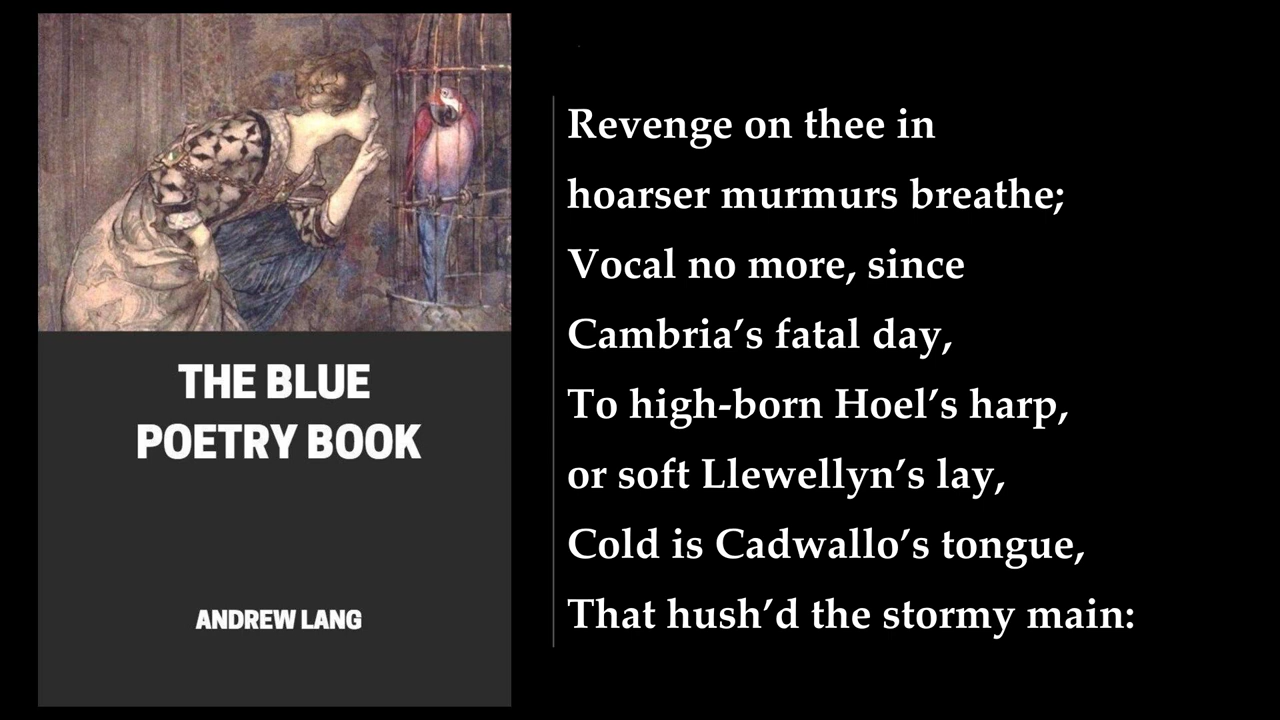 THE BLUE
POETRY BOOK
ANDREW LANG
Revenge on thee in
hoarser murmurs breathe;
Vocal no more, since
Cambria’s fatal day,
To high-born Hoel’s harp,
or soft Llewellyn’s lay,
Cold is Cadwallo’s tongue,
That hush’d the stormy main: